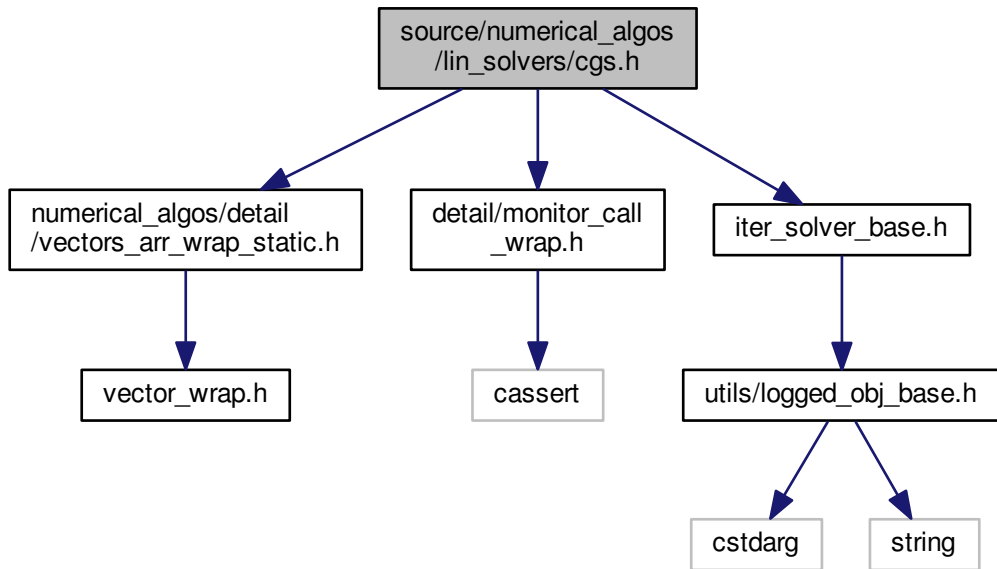 source/numerical_algos
/lin_solvers/cgs.h
numerical_algos/detail
/vectors_arr_wrap_static.h
detail/monitor_call
_wrap.h
iter_solver_base.h
vector_wrap.h
cassert
utils/logged_obj_base.h
cstdarg
string